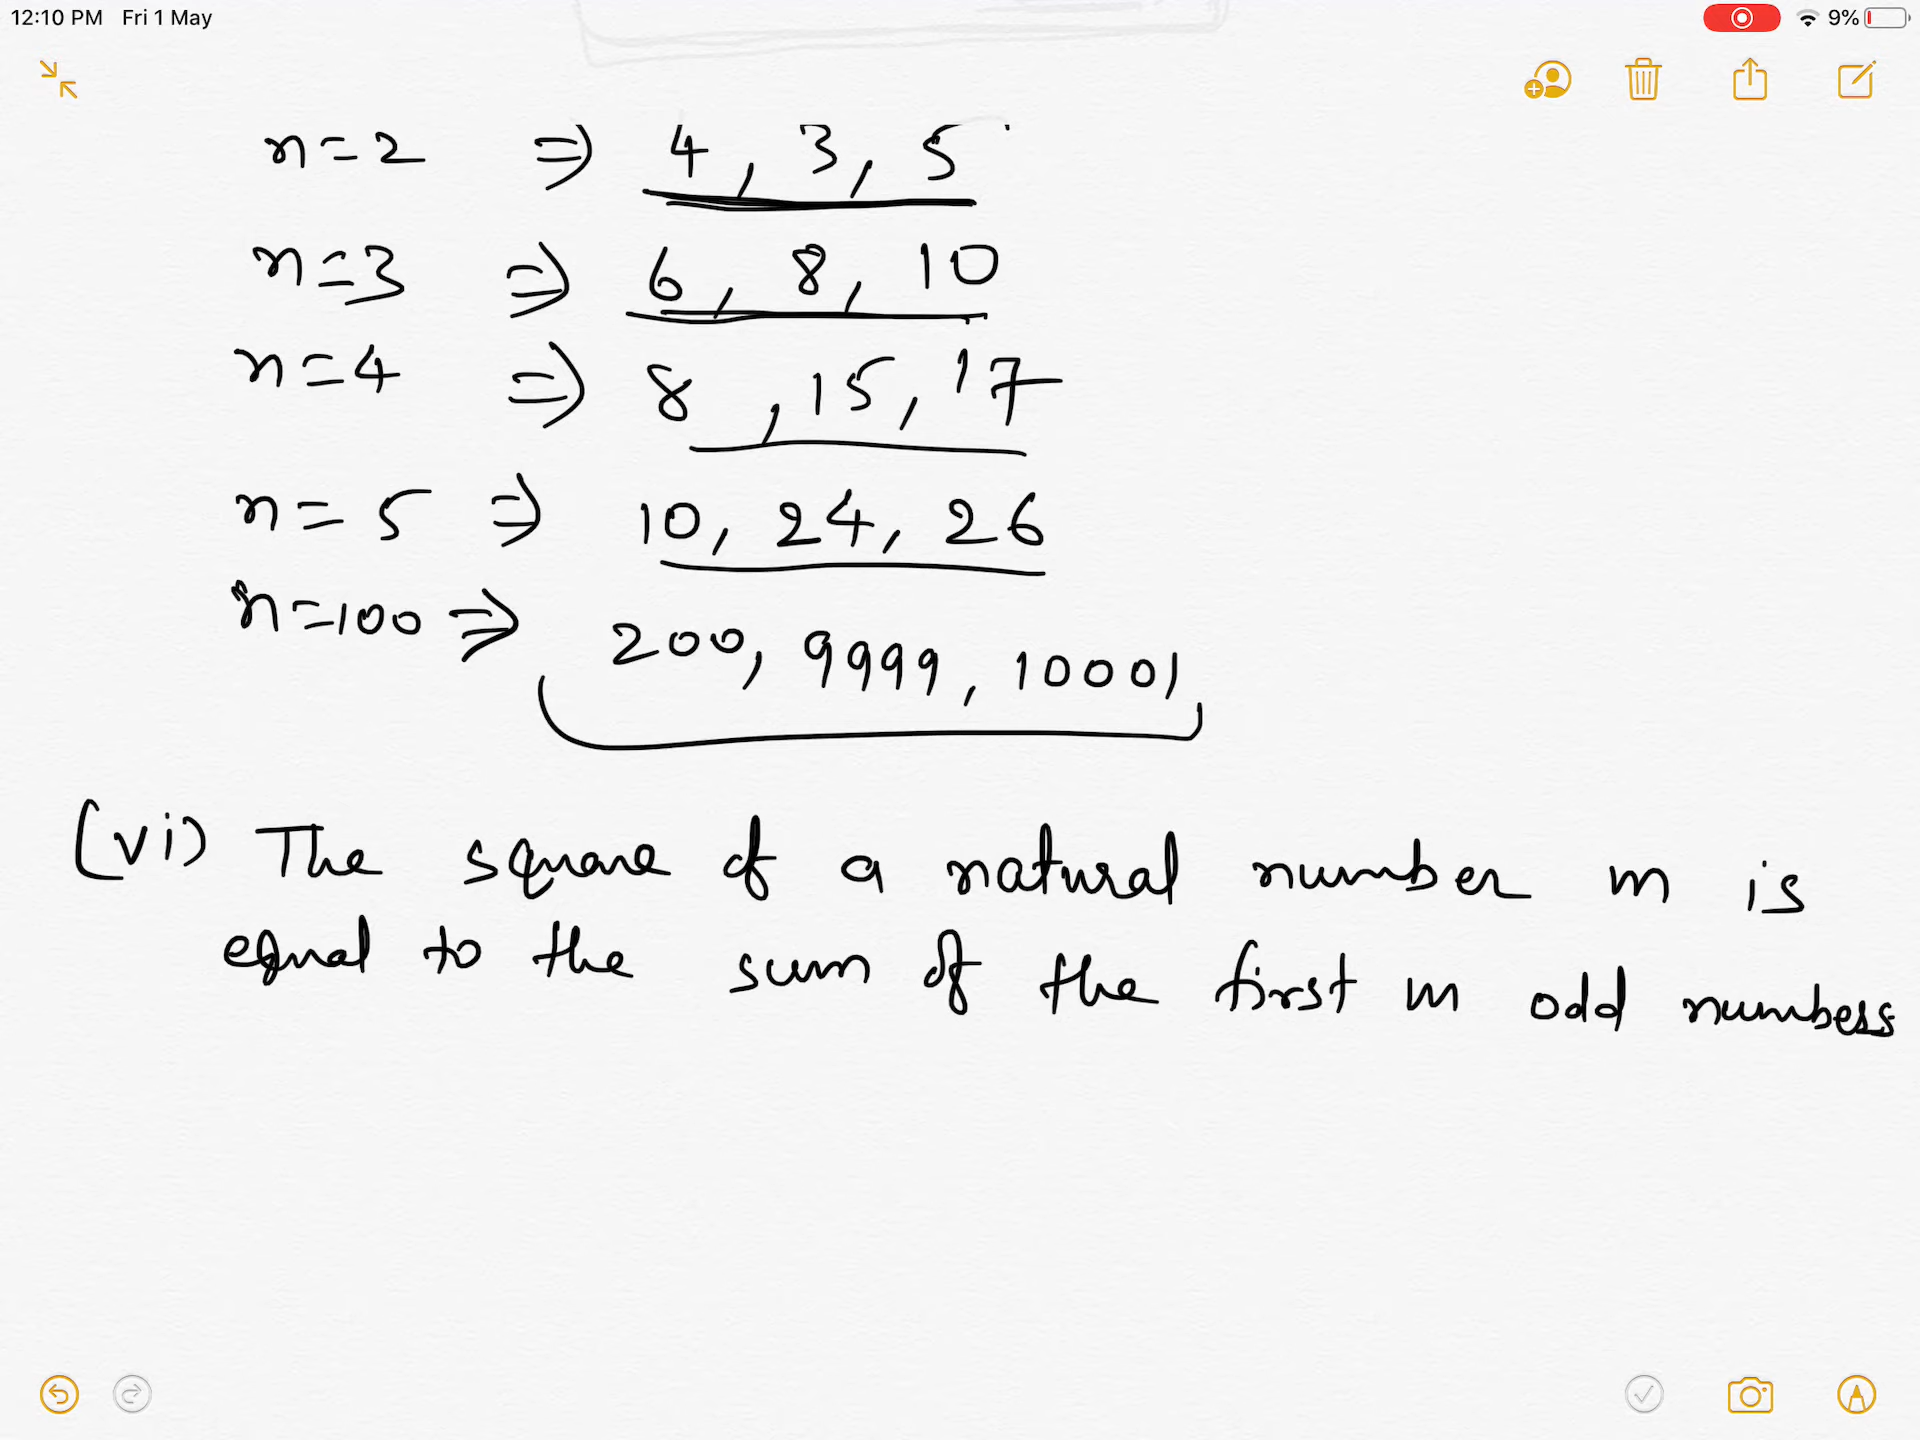 12:10 PM Fri 1 May 9%
n=2 ⇒ 4, 3, 5
n=3 ⇒ 6, 8, 10
n=4 ⇒ 8, 15, 17
n=5 ⇒ 10, 24, 26
n=100 ⇒ 200, 9999, 10001
(vi) The square of a natural number m is
equal to the sum of the first m odd numbers